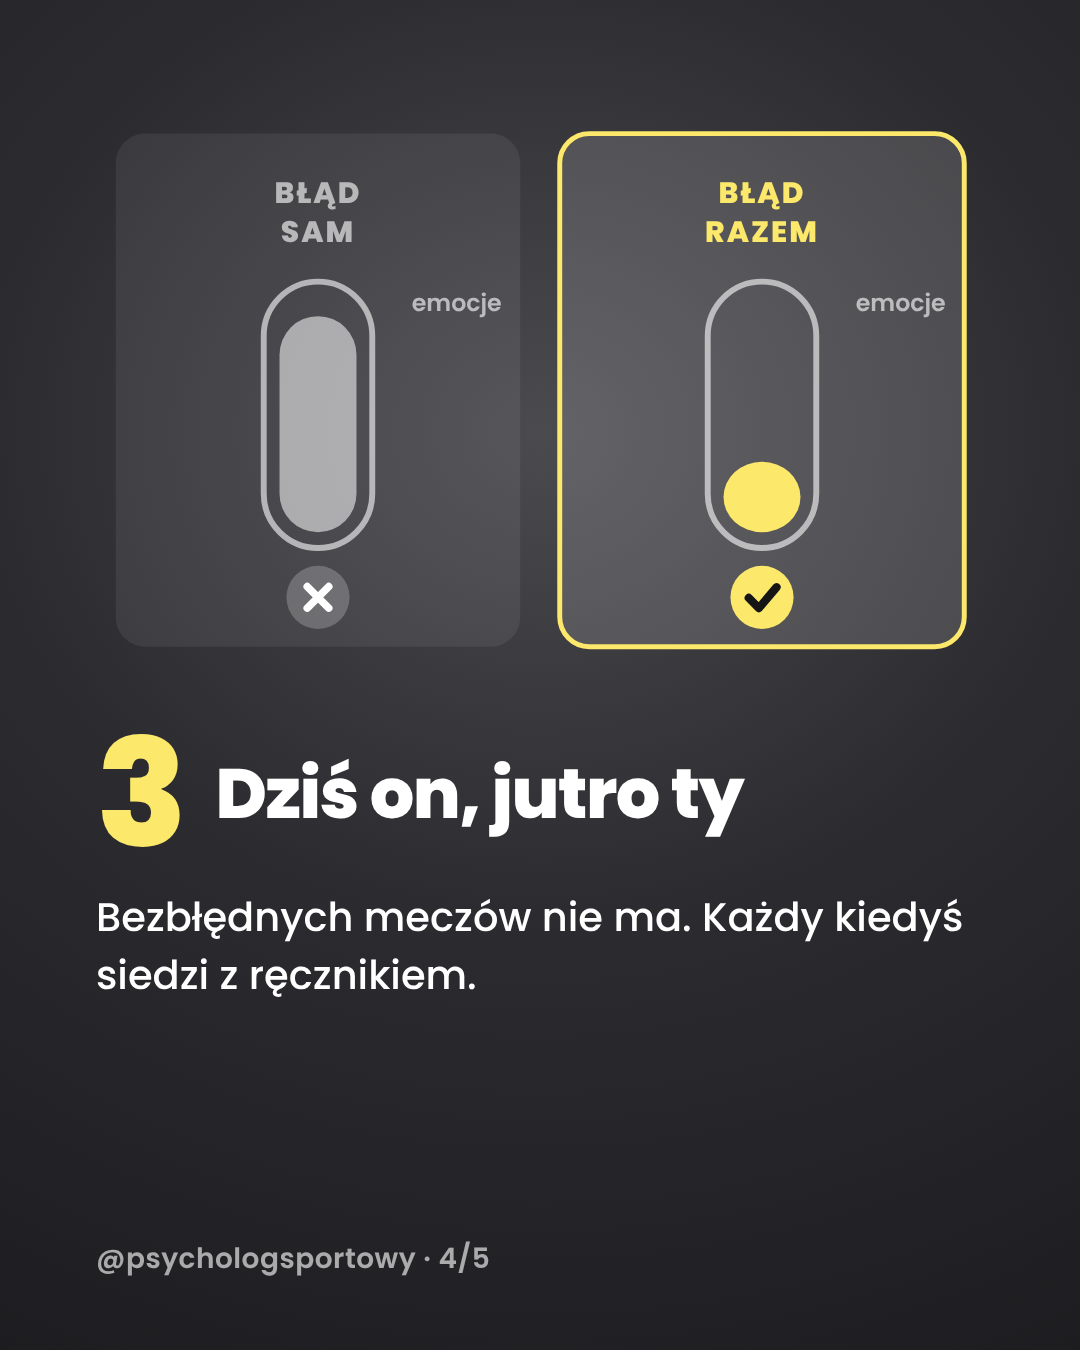 BŁĄD
SAM
emocje
BŁĄD
RAZEM
emocje
3 Dziś on, jutro ty
Bezbłędnych meczów nie ma. Każdy kiedyś
siedzi z ręcznikiem.
@psychologsportowy · 4/5